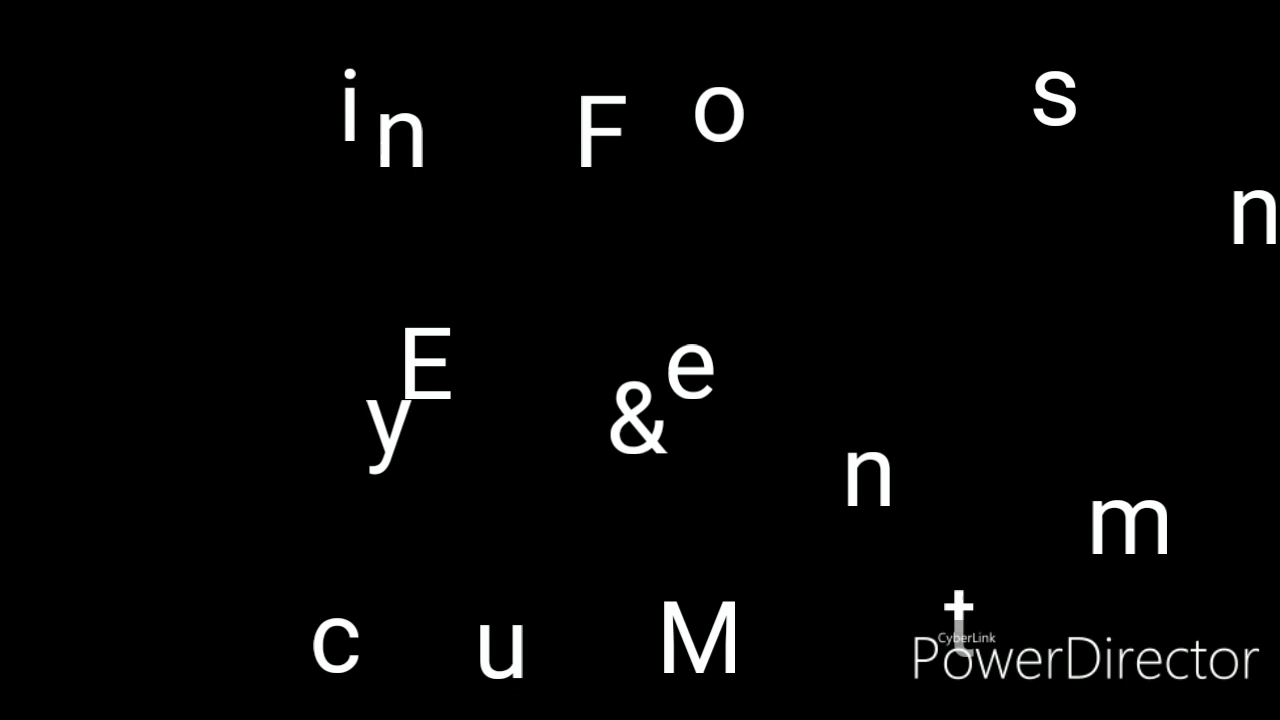 i n F o s
n
E e
y &
n
m
t
c u M
CyberLink
PowerDirector